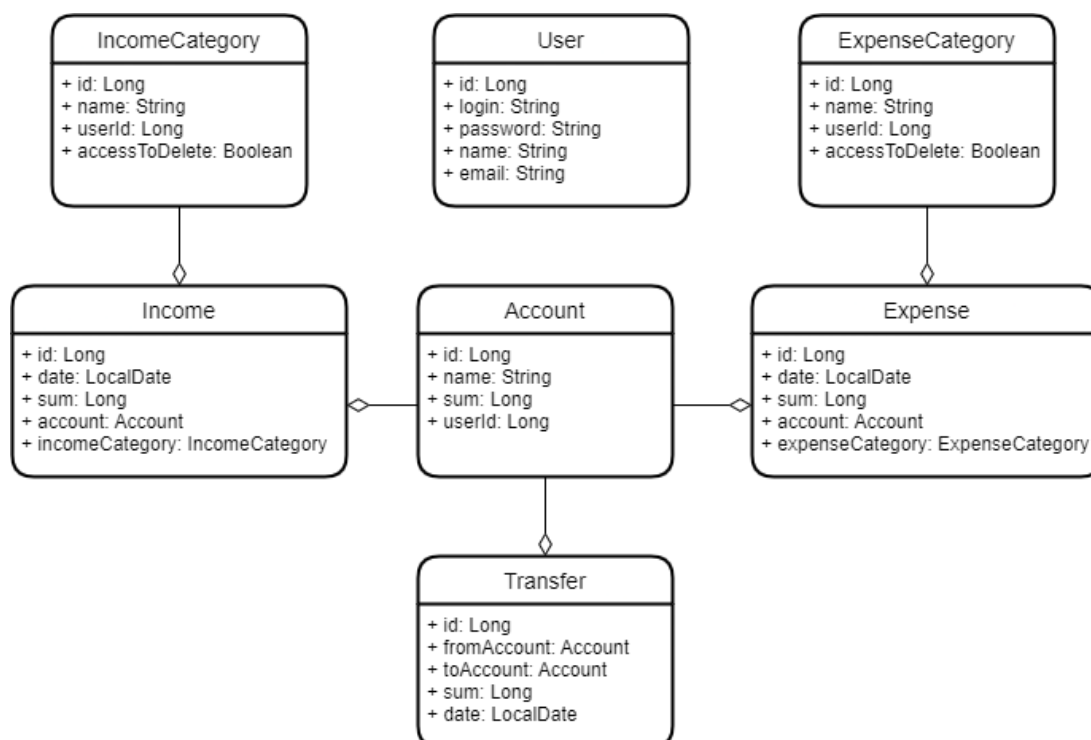 IncomeCategory
+ id: Long
+ name: String
+ userId: Long
+ accessToDelete: Boolean
User
+ id: Long
+ login: String
+ password: String
+ name: String
+ email: String
ExpenseCategory
+ id: Long
+ name: String
+ userId: Long
+ accessToDelete: Boolean
Income
+ id: Long
+ date: LocalDate
+ sum: Long
+ account: Account
+ incomeCategory: IncomeCategory
Account
+ id: Long
+ name: String
+ sum: Long
+ userId: Long
Expense
+ id: Long
+ date: LocalDate
+ sum: Long
+ account: Account
+ expenseCategory: ExpenseCategory
Transfer
+ id: Long
+ fromAccount: Account
+ toAccount: Account
+ sum: Long
+ date: LocalDate